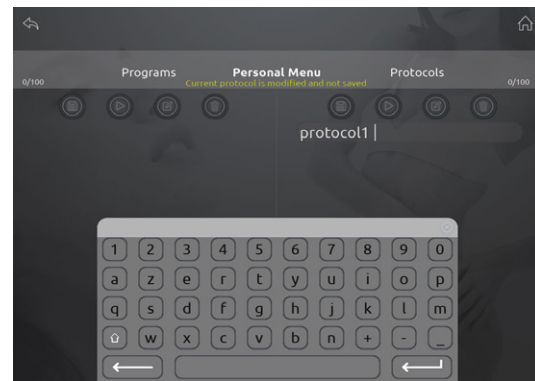 Programs Personal Menu Protocols
0/100 Current protocol is modified and not saved 0/100
protocol1
1 2 3 4 5 6 7 8 9 0
a z e r t y u i o p
q s d f g h j k l m
w x c v b n + - _